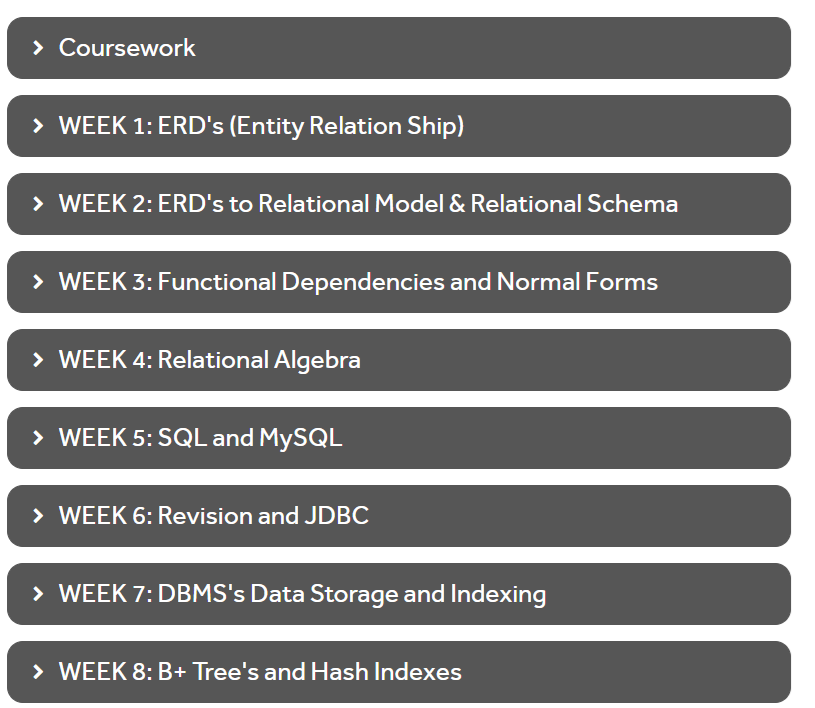 Coursework
WEEK 1: ERD's (Entity Relation Ship)
WEEK 2: ERD's to Relational Model & Relational Schema
WEEK 3: Functional Dependencies and Normal Forms
WEEK 4: Relational Algebra
WEEK 5: SQL and MySQL
WEEK 6: Revision and JDBC
WEEK 7: DBMS's Data Storage and Indexing
WEEK 8: B+ Tree's and Hash Indexes